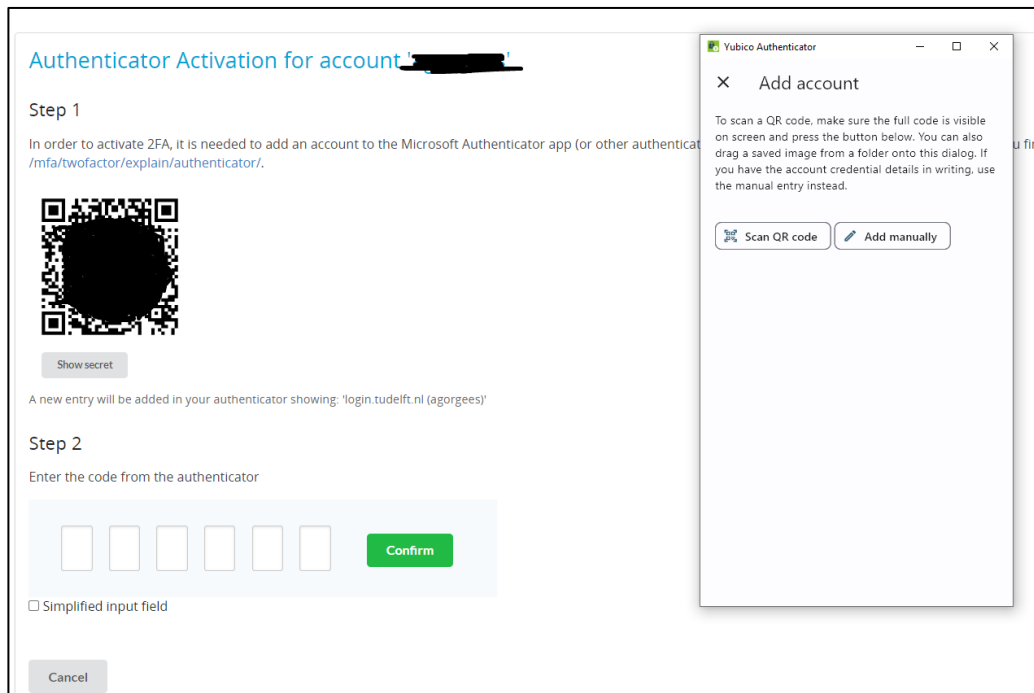 Authenticator Activation for account ' '
Step 1
In order to activate 2FA, it is needed to add an account to the Microsoft Authenticator app (or other authenticat
u fi
/mfa/twofactor/explain/authenticator/.
Show secret
A new entry will be added in your authenticator showing: 'login.tudelft.nl (agorgees)'
Step 2
Enter the code from the authenticator
Confirm
Simplified input field
Cancel
Yubico Authenticator
Add account
To scan a QR code, make sure the full code is visible
on screen and press the button below. You can also
drag a saved image from a folder onto this dialog. If
you have the account credential details in writing, use
the manual entry instead.
Scan QR code
Add manually